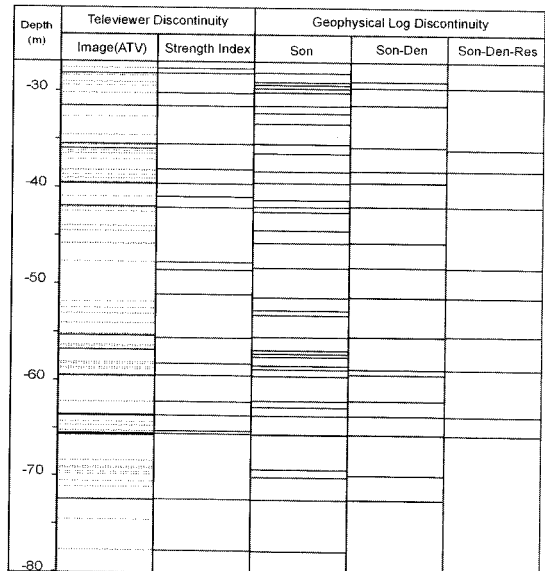 Depth
(m)
Televiewer Discontinuity
Geophysical Log Discontinuity
Image(ATV)
Strength Index
Son
Son-Den
Son-Den-Res
-30
-40
-50
-60
-70
-80